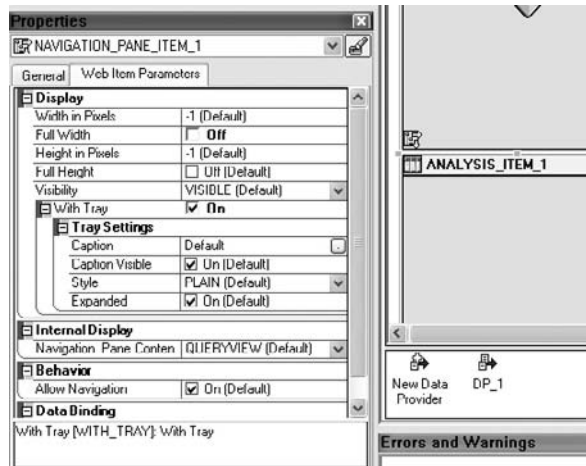 Properties
NAVIGATION_PANE_ITEM_1
General
Web Item Parameters
Display
Width in Pixels -1 (Default)
Full Width Off
Height in Pixels -1 (Default)
Full Height Off (Default)
Visibility VISIBLE (Default)
With Tray On
Tray Settings
Caption Default
Caption Visible On (Default)
Style PLAIN (Default)
Expanded On (Default)
Internal Display
Navigation Pane Conten QUERYVIEW (Default)
Behavior
Allow Navigation On (Default)
Data Binding
With Tray [WITH_TRAY]: With Tray
ANALYSIS_ITEM_1
New Data Provider
DP_1
Errors and Warnings